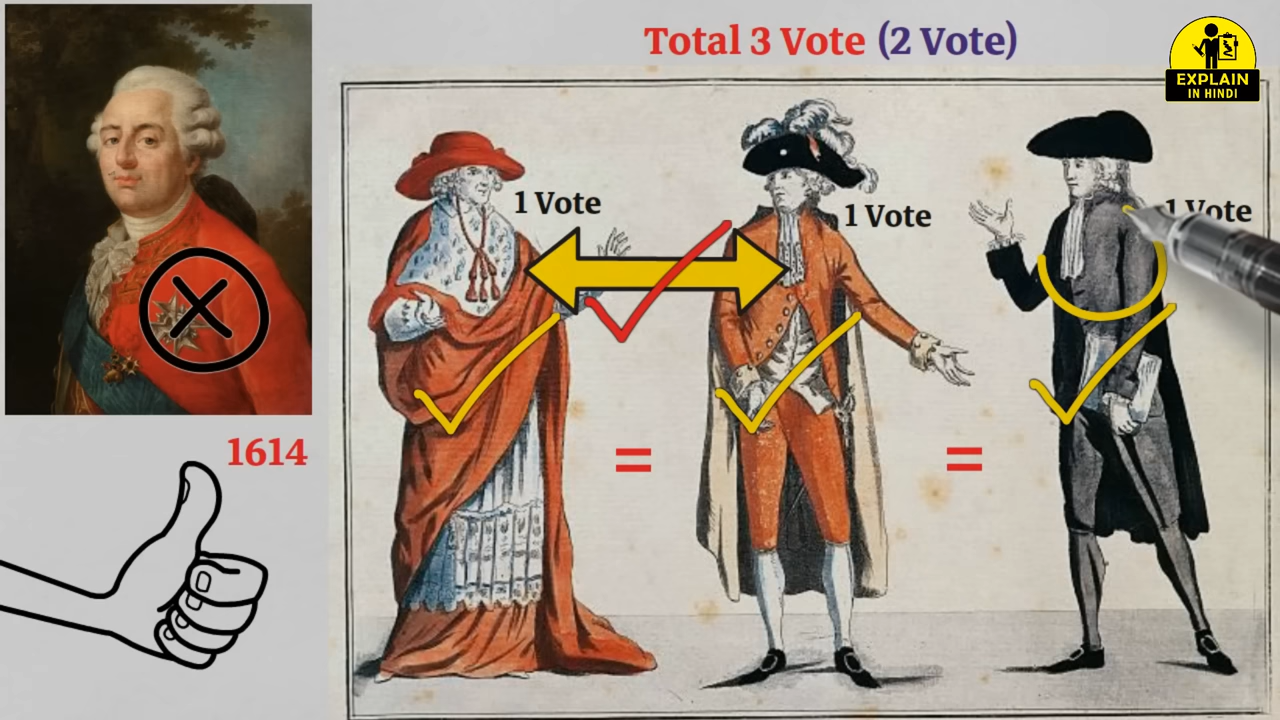 Total 3 Vote (2 Vote)
EXPLAIN
IN HINDI
1 Vote
1 Vote
1 Vote
1614